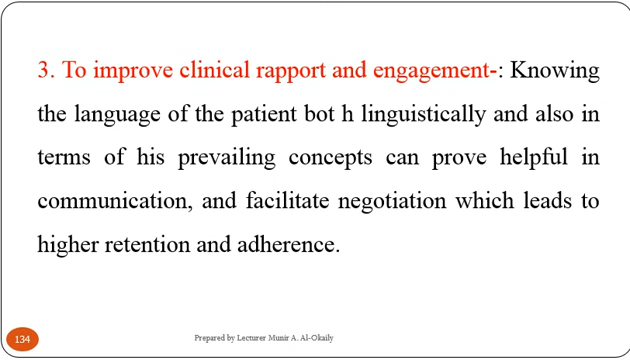 3. To improve clinical rapport and engagement-: Knowing
the language of the patient bot h linguistically and also in
terms of his prevailing concepts can prove helpful in
communication, and facilitate negotiation which leads to
higher retention and adherence.
134
Prepared by Lecturer Munir A. Al-Okaily